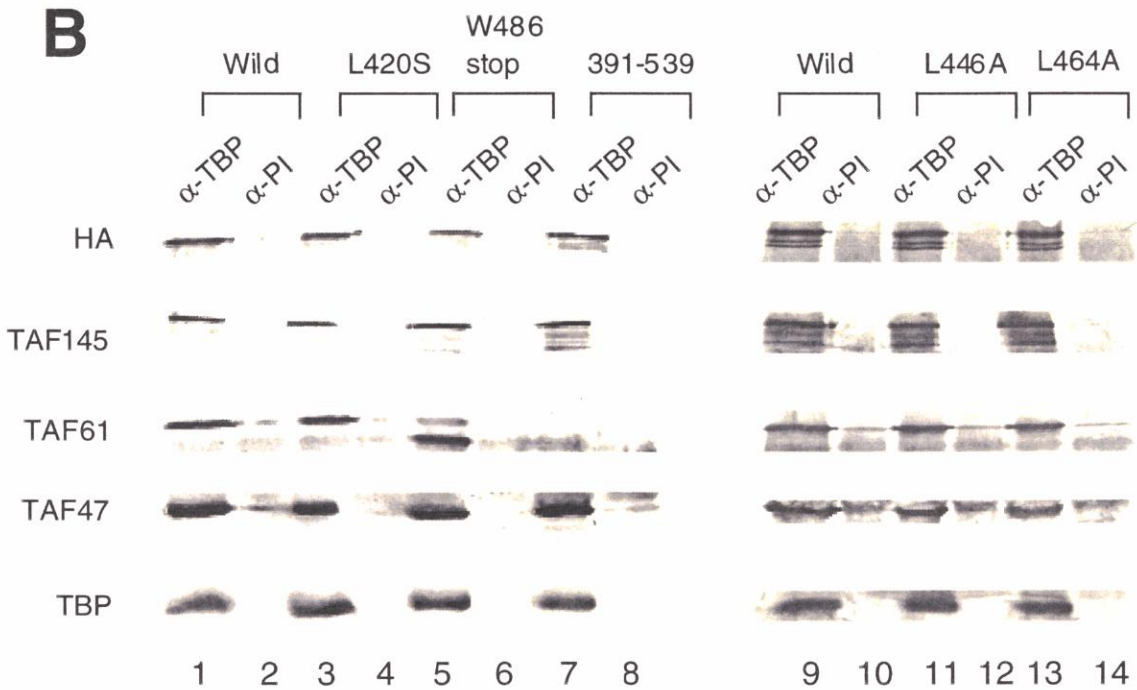 B
Wild L420S W486 stop 391-539 Wild L446A L464A
α-TBP α-PI α-TBP α-PI α-TBP α-PI α-TBP α-PI α-TBP α-PI α-TBP α-PI α-TBP α-PI
HA
TAF145
TAF61
TAF47
TBP
1 2 3 4 5 6 7 8 9 10 11 12 13 14